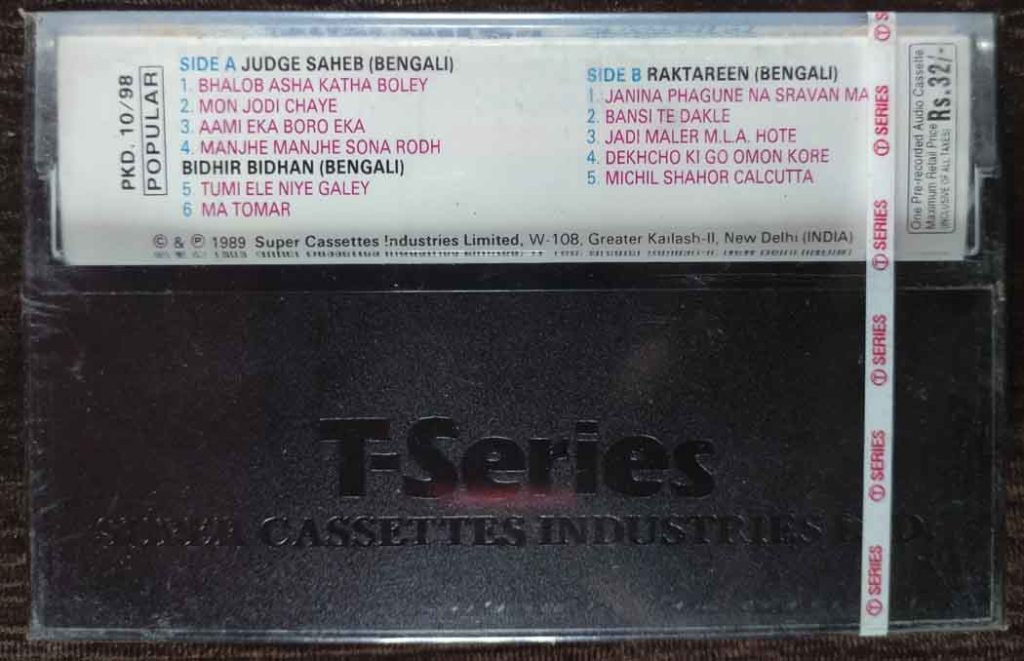 PKD. 10/98
POPULAR
SIDE A JUDGE SAHEB (BENGALI)
1. BHALOB ASHA KATHA BOLEY
2. MON JODI CHAYE
3. AAMI EKA BORO EKA
4. MANJHE MANJHE SONA RODH
BIDHIR BIDHAN (BENGALI)
5. TUMI ELE NIYE GALEY
6 MA TOMAR
SIDE B RAKTAREEN (BENGALI)
1. JANINA PHAGUNE NA SRAVAN MA
2. BANSI TE DAKLE
3. JADI MALER M.L.A. HOTE
4. DEKHCHO KI GO OMON KORE
5. MICHIL SHAHOR CALCUTTA
© & ℗ 1989 Super Cassettes Industries Limited, W-108, Greater Kailash-II, New Delhi (INDIA)
One Pre-recorded Audio Cassette
Maximum Retail Price Rs. 32/-
(INCLUSIVE OF ALL TAXES)
T SERIES
T SERIES
T SERIES
T SERIES
T SERIES
T-Series
SUPER CASSETTES INDUSTRIES